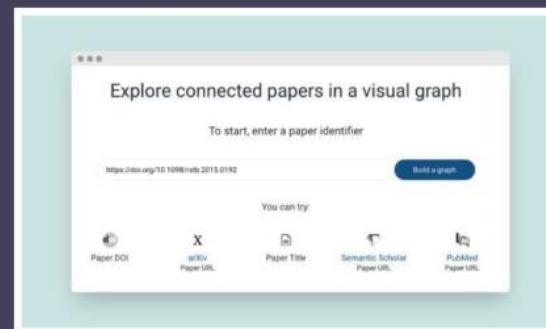 Explore connected papers in a visual graph
To start, enter a paper identifier
https://doi.org/10.1098/rstb.2015.0192
Build a graph
You can try:
Paper DOI
arXiv
Paper URL
Paper Title
Semantic Scholar
Paper URL
PubMed
Paper URL